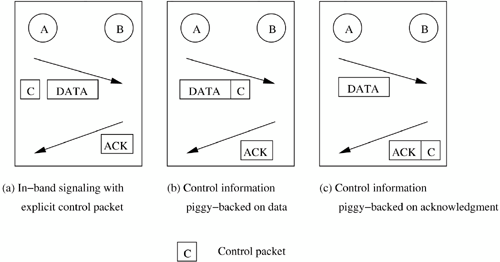 A B A B A B
C DATA DATA C DATA
ACK ACK ACK C
(a) In−band signaling with (b) Control information (c) Control information
explicit control packet piggy−backed on data piggy−backed on acknowledgment
C Control packet